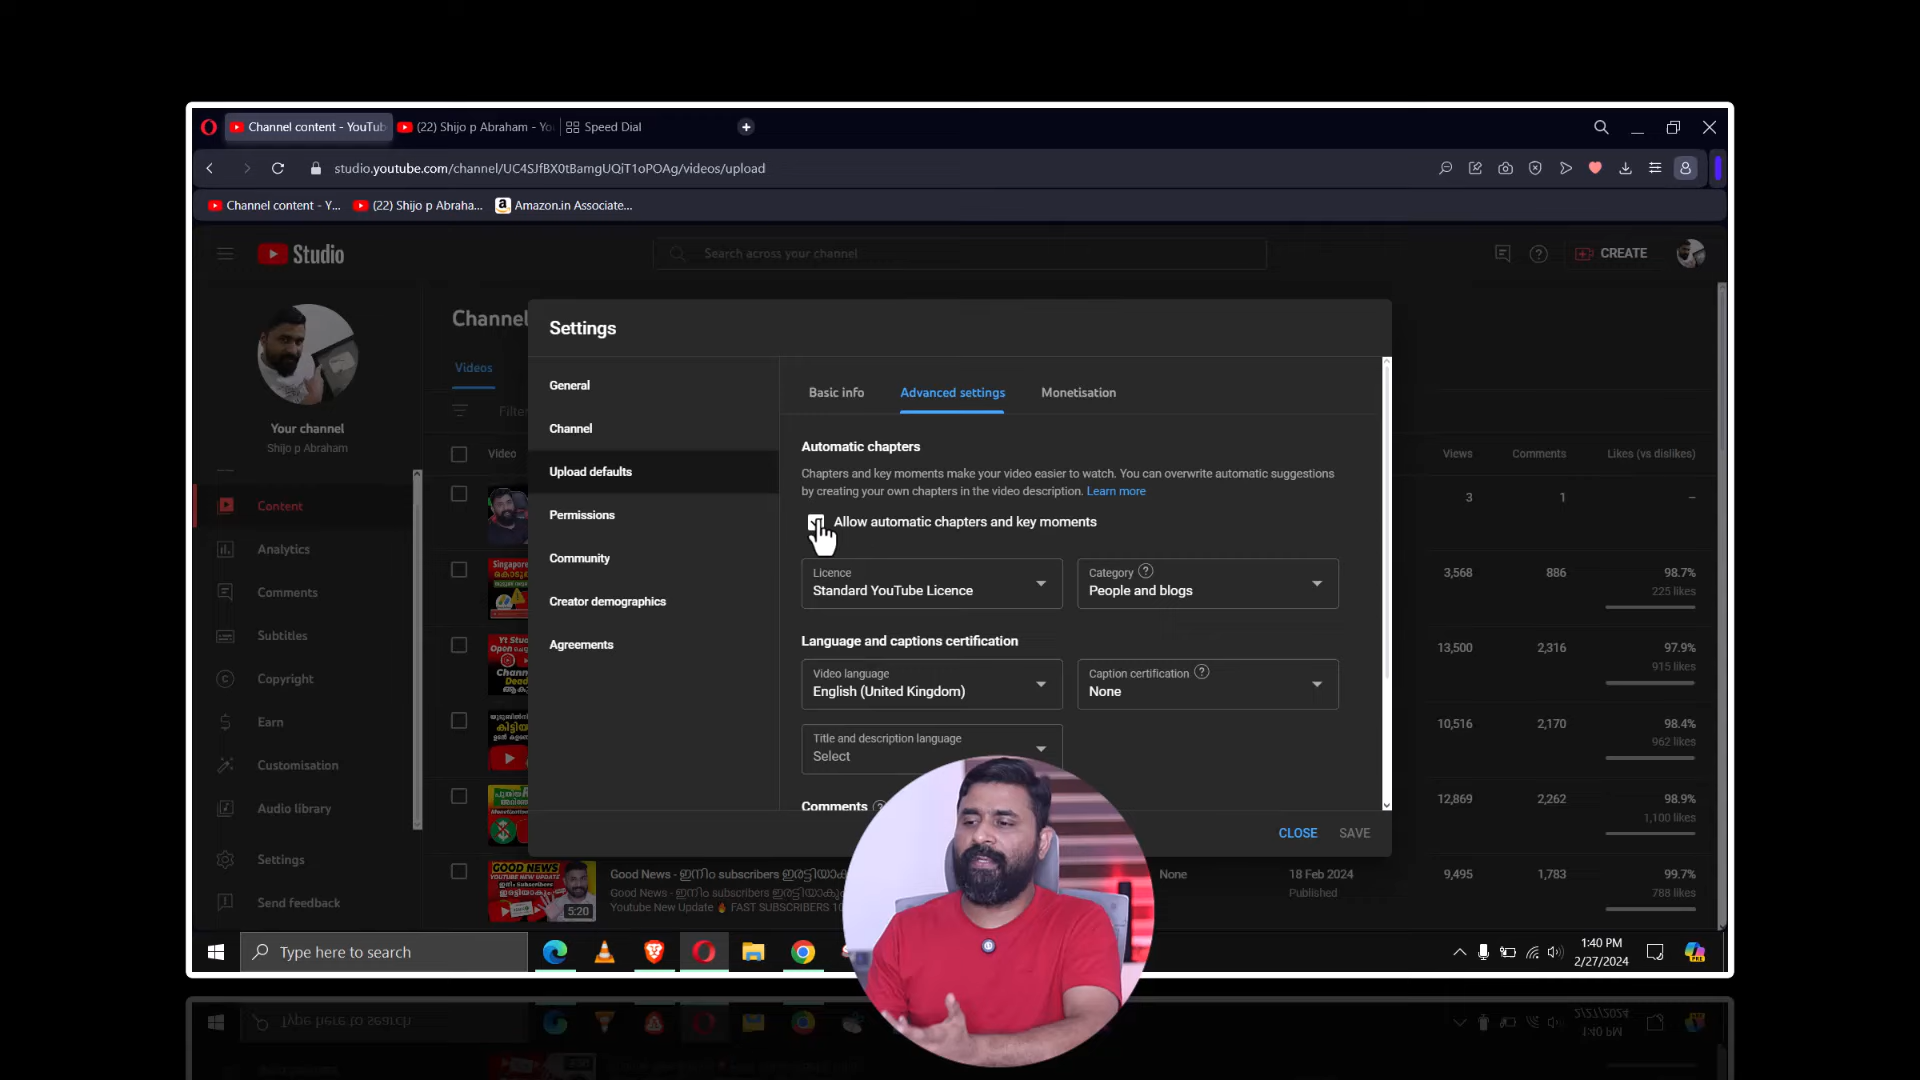 Channel content - YouTub
(22) Shijo p Abraham - Yo
Speed Dial
studio.youtube.com/channel/UC4SJfBX0tBamgUQiT1oPOAg/videos/upload
Channel content - Y...
(22) Shijo p Abraha...
Amazon.in Associate...
Studio
Search across your channel
CREATE
Your channel
Shijo p Abraham
Content
Analytics
Comments
Subtitles
Copyright
Earn
Customisation
Audio library
Settings
Send feedback
Channel
Videos
Filter
Video
Views
Comments
Likes (vs dislikes)
Settings
General
Channel
Upload defaults
Permissions
Community
Creator demographics
Agreements
Basic info
Advanced settings
Monetisation
Automatic chapters
Chapters and key moments make your video easier to watch. You can overwrite automatic suggestions
by creating your own chapters in the video description. Learn more
Allow automatic chapters and key moments
Licence
Standard YouTube Licence
Category
People and blogs
Language and captions certification
Video language
English (United Kingdom)
Caption certification
None
Title and description language
Select
Comments
CLOSE
SAVE
3
1
–
3,568
886
98.7%
225 likes
13,500
2,316
97.9%
915 likes
10,516
2,170
98.4%
962 likes
12,869
2,262
98.9%
1,100 likes
GOOD NEWS
5:20
Good News - ഇനിം subscribers ഇരട്ടിയാക
Good News - ഇനിം subscribers ഇരട്ടിയാകും
Youtube New Update 🔥 FAST SUBSCRIBERS
None
18 Feb 2024
Published
9,495
1,783
99.7%
788 likes
Type here to search
1:40 PM
2/27/2024